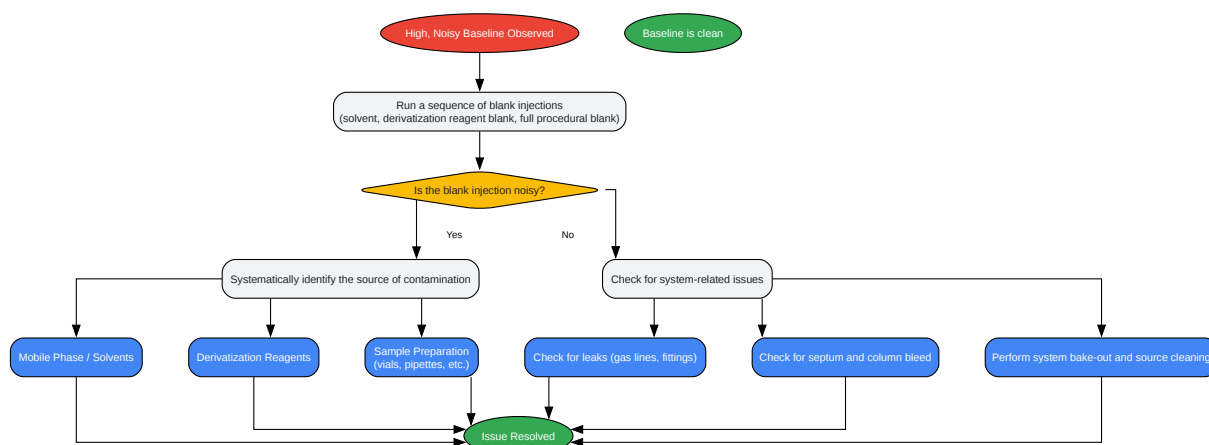 High, Noisy Baseline Observed
Baseline is clean
Run a sequence of blank injections
(solvent, derivatization reagent blank, full procedural blank)
Is the blank injection noisy?
Yes
No
Systematically identify the source of contamination
Check for system-related issues
Mobile Phase / Solvents
Derivatization Reagents
Sample Preparation
(vials, pipettes, etc.)
Check for leaks (gas lines, fittings)
Check for septum and column bleed
Perform system bake-out and source cleaning
Issue Resolved